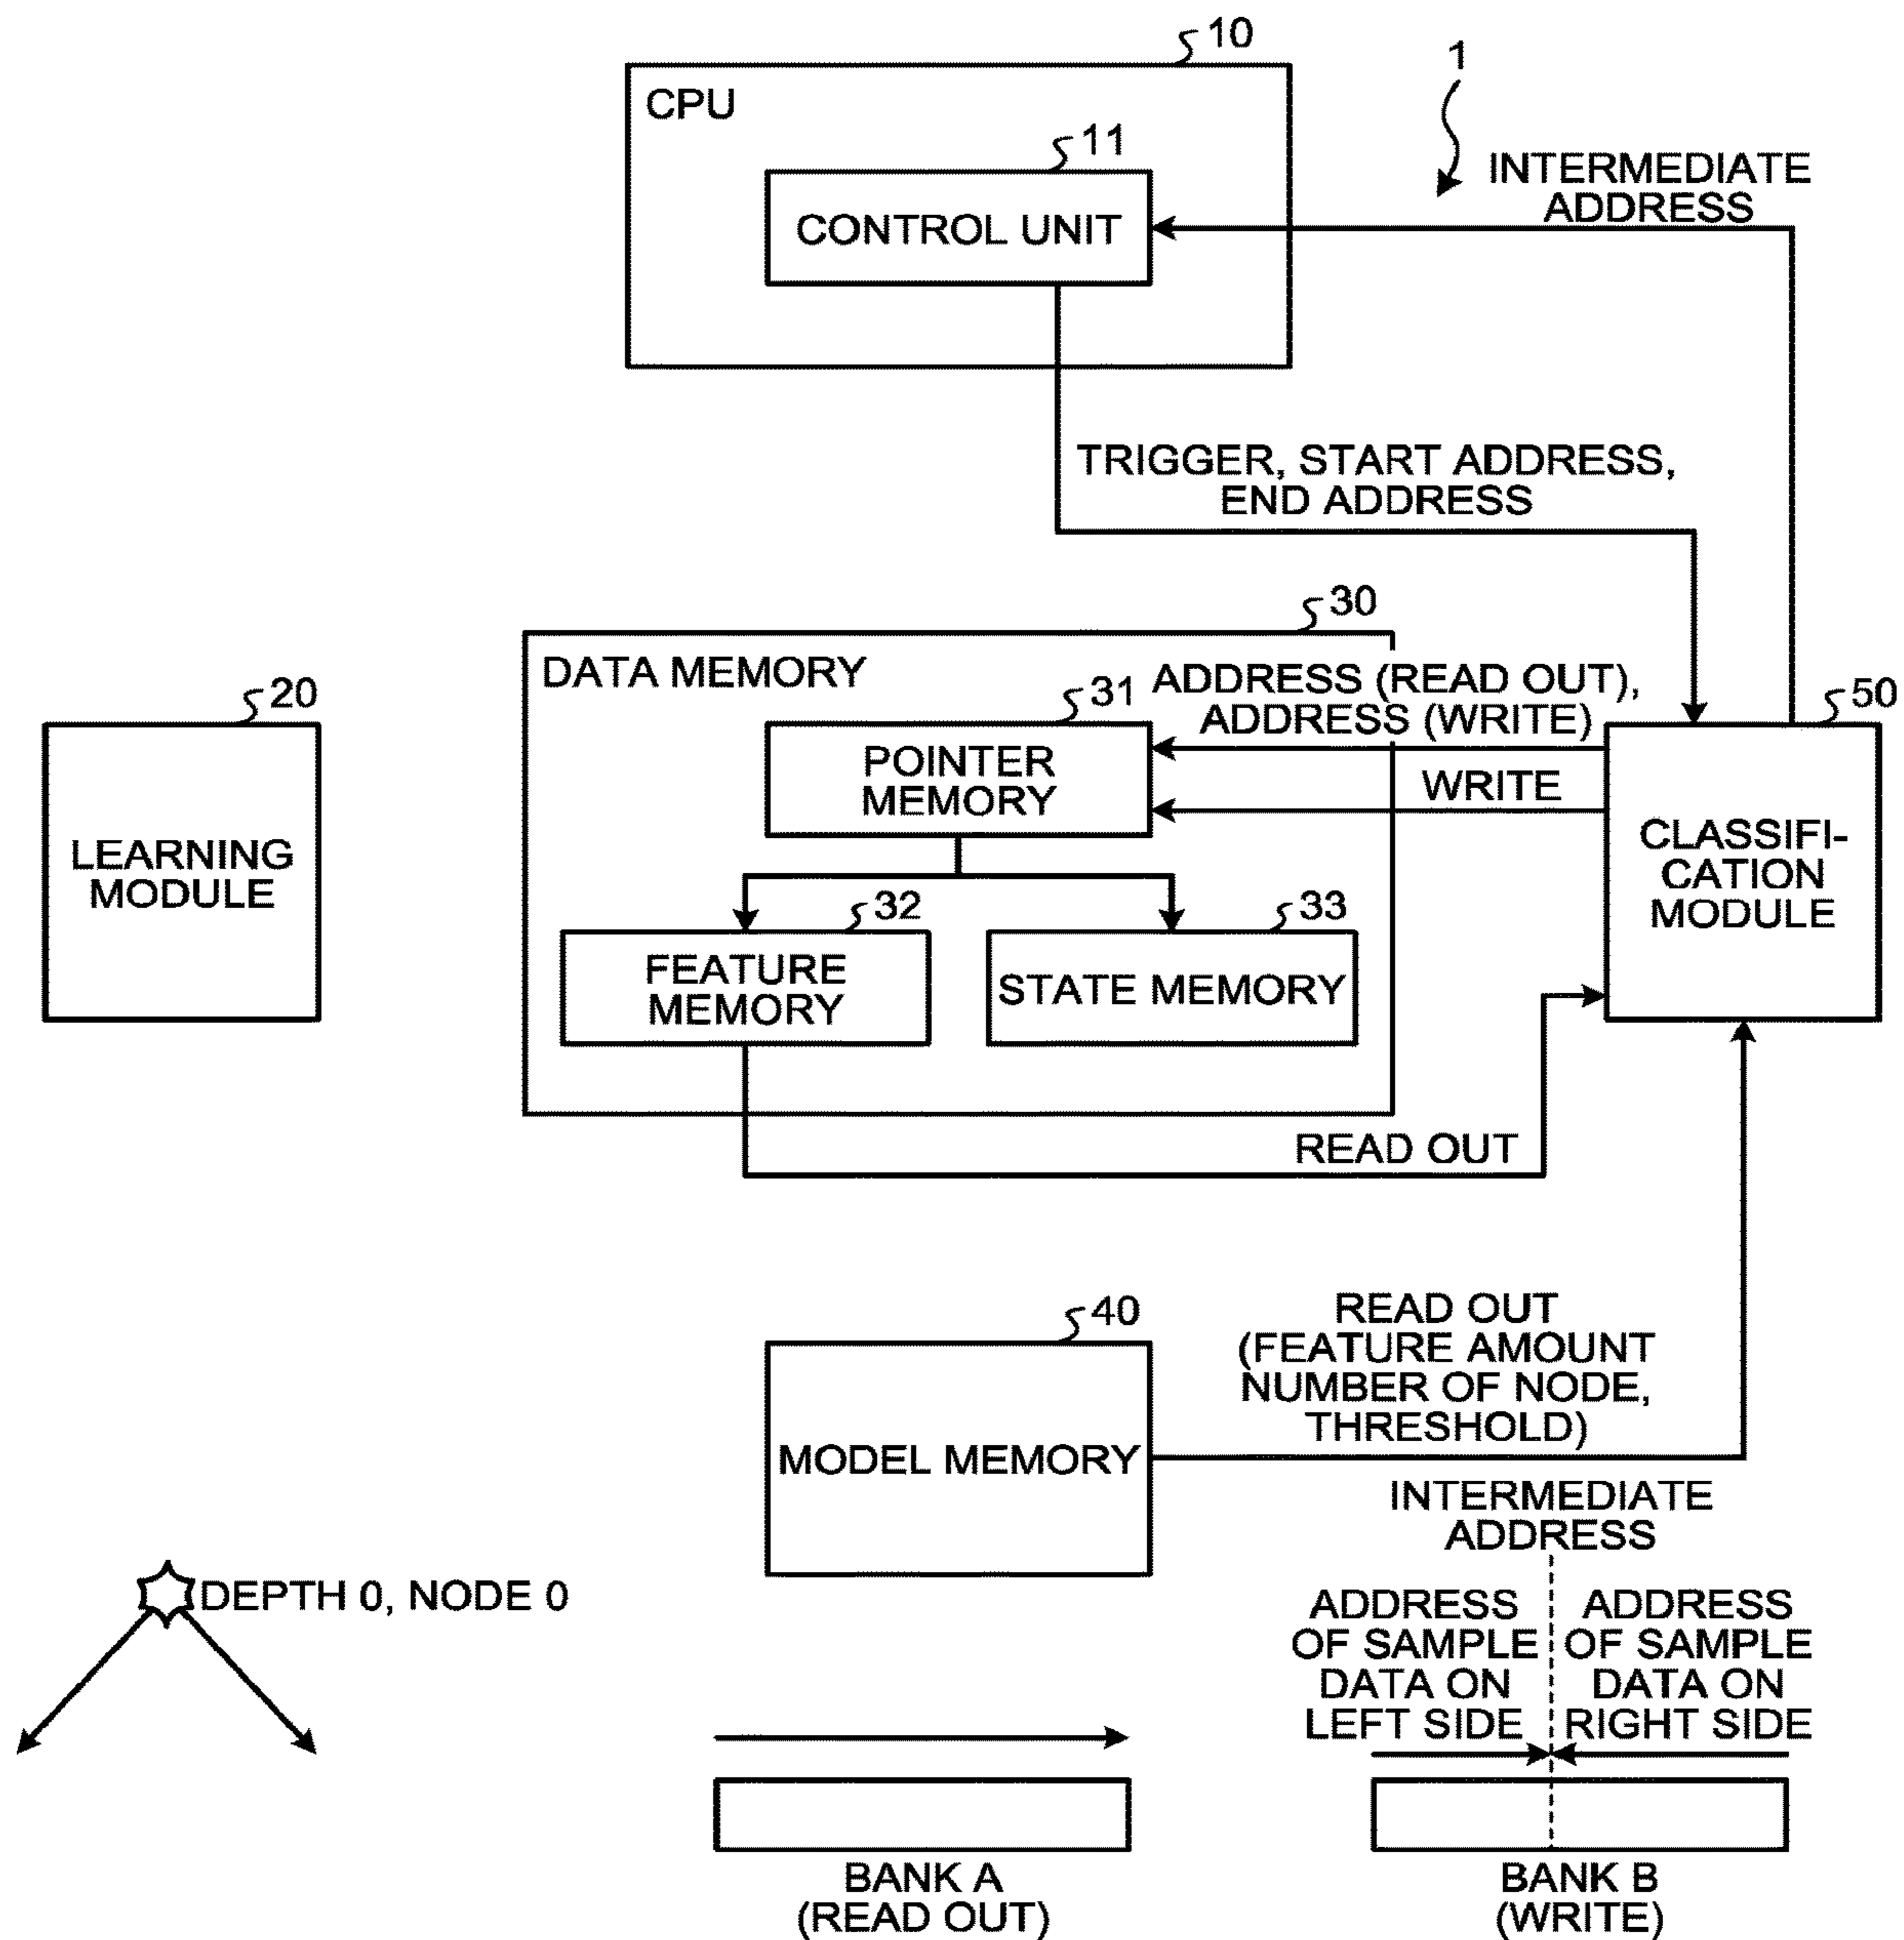 10
CPU
11
CONTROL UNIT
1
INTERMEDIATE
ADDRESS
TRIGGER, START ADDRESS,
END ADDRESS
30
DATA MEMORY
31
ADDRESS (READ OUT),
ADDRESS (WRITE)
POINTER
MEMORY
WRITE
20
LEARNING
MODULE
50
CLASSIFI-
CATION
MODULE
32
FEATURE
MEMORY
33
STATE MEMORY
READ OUT
40
MODEL MEMORY
READ OUT
(FEATURE AMOUNT
NUMBER OF NODE,
THRESHOLD)
DEPTH 0, NODE 0
INTERMEDIATE
ADDRESS
ADDRESS
OF SAMPLE
DATA ON
LEFT SIDE
ADDRESS
OF SAMPLE
DATA ON
RIGHT SIDE
BANK A
(READ OUT)
BANK B
(WRITE)